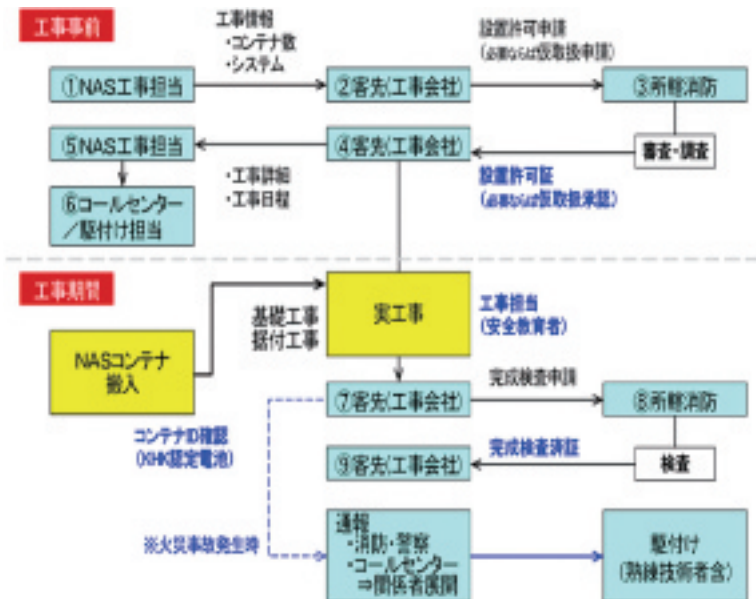 工事事前
工事情報
・コンテナ数
・システム
設置許可申請
(必要ならば仮取扱申請)
①NAS工事担当
②客先(工事会社)
③所轄消防
⑤NAS工事担当
④客先(工事会社)
審査・調査
・工事詳細
・工事日程
設置許可証
(必要ならば仮取扱承認)
⑥コールセンター
／駆付け担当
工事期間
基礎工事
据付工事
実工事
工事担当
(安全教育者)
NASコンテナ
搬入
⑦客先(工事会社)
完成検査申請
⑧所轄消防
コンテナID確認
(KHK認定電池)
⑨客先(工事会社)
完成検査済証
検査
※火災事故発生時
通報
・消防・警察
・コールセンター
⇒関係者展開
駆付け
(熟練技術者含)